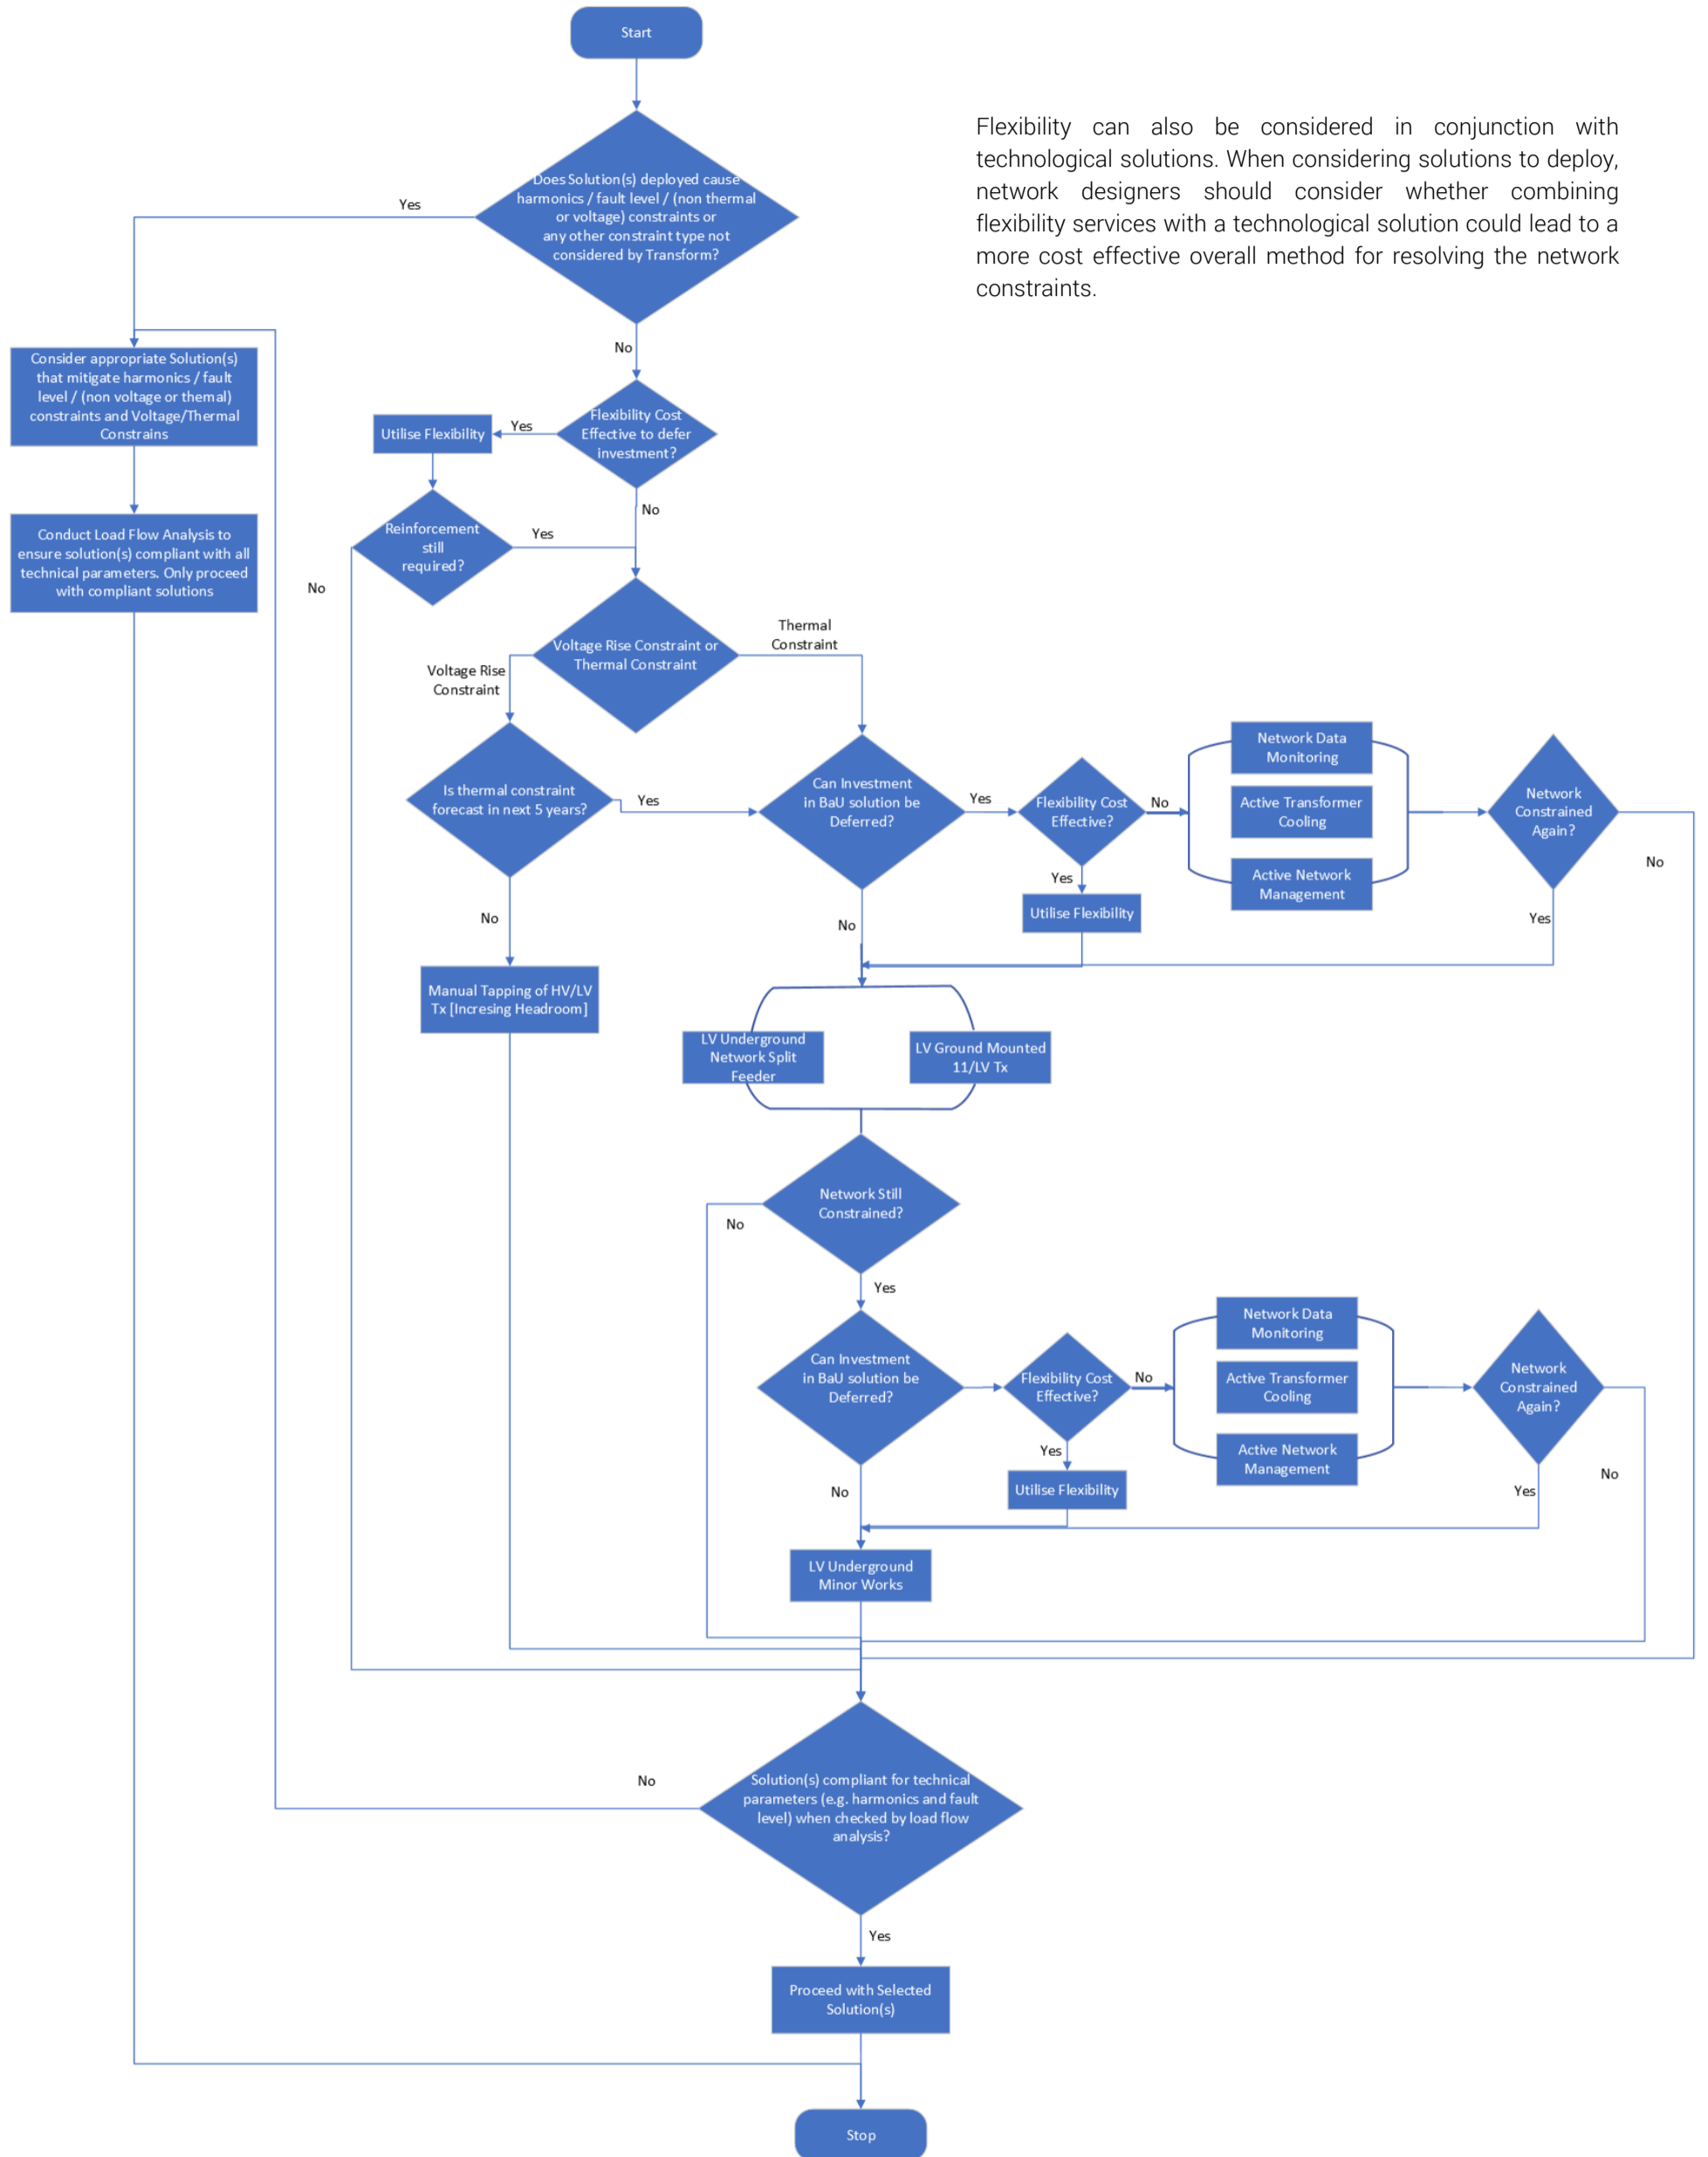 Start
Flexibility can also be considered in conjunction with
technological solutions. When considering solutions to deploy,
network designers should consider whether combining
flexibility services with a technological solution could lead to a
more cost effective overall method for resolving the network
constraints.
Does Solution(s) deployed cause
harmonics / fault level / (non thermal
or voltage) constraints or
any other constraint type not
considered by Transform?
Yes
No
Consider appropriate Solution(s)
that mitigate harmonics / fault
level / (non voltage or themal)
constraints and Voltage/Thermal
Constrains
Conduct Load Flow Analysis to
ensure solution(s) compliant with all
technical parameters. Only proceed
with compliant solutions
Flexibility Cost
Effective to defer
investment?
Yes
Utilise Flexibility
No
Reinforcement
still
required?
Yes
No
Voltage Rise Constraint or
Thermal Constraint
Thermal
Constraint
Voltage Rise
Constraint
Is thermal constraint
forecast in next 5 years?
Yes
No
Manual Tapping of HV/LV
Tx [Incresing Headroom]
Can Investment
in BaU solution be
Deferred?
Yes
No
Flexibility Cost
Effective?
No
Yes
Utilise Flexibility
Network Data
Monitoring
Active Transformer
Cooling
Active Network
Management
Network
Constrained
Again?
No
Yes
LV Underground
Network Split
Feeder
LV Ground Mounted
11/LV Tx
Network Still
Constrained?
No
Yes
Can Investment
in BaU solution be
Deferred?
No
Flexibility Cost
Effective?
No
Yes
Utilise Flexibility
Network Data
Monitoring
Active Transformer
Cooling
Active Network
Management
Network
Constrained
Again?
No
Yes
LV Underground
Minor Works
Solution(s) compliant for technical
parameters (e.g. harmonics and fault
level) when checked by load flow
analysis?
No
Yes
Proceed with Selected
Solution(s)
Stop